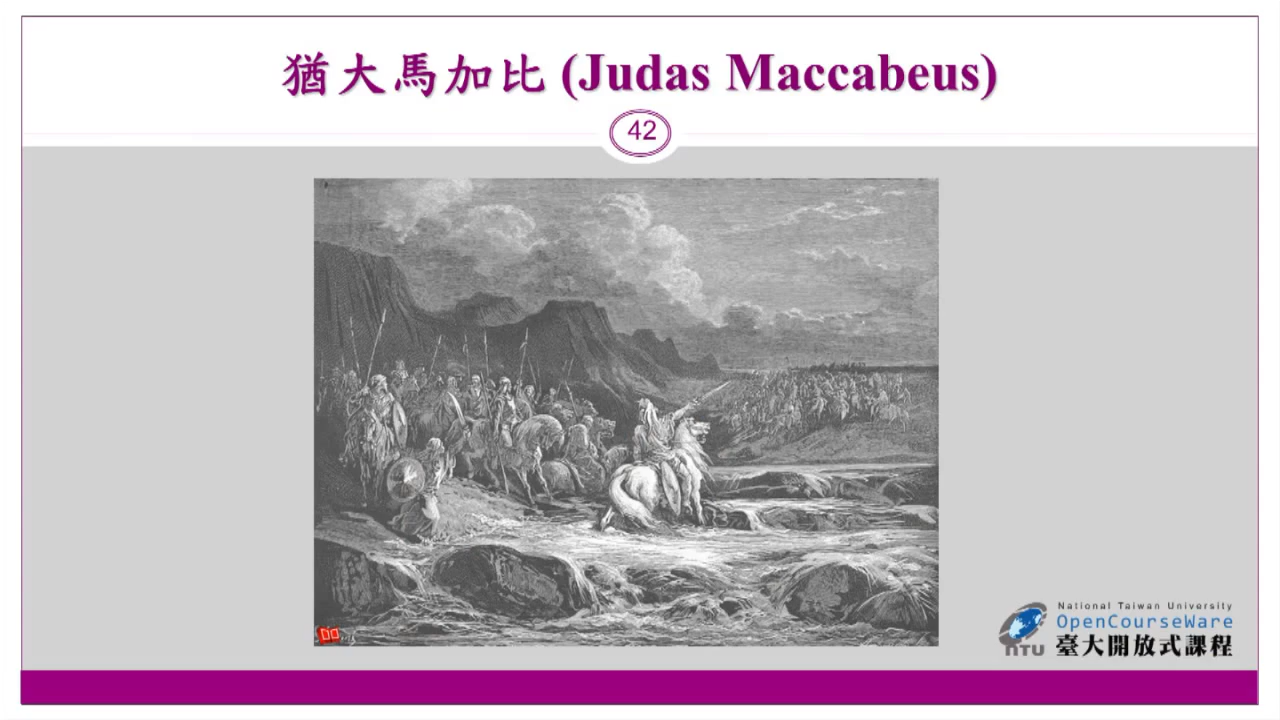 猶大馬加比 (Judas Maccabeus)
42
National Taiwan University
OpenCourseWare
NTU 臺大開放式課程